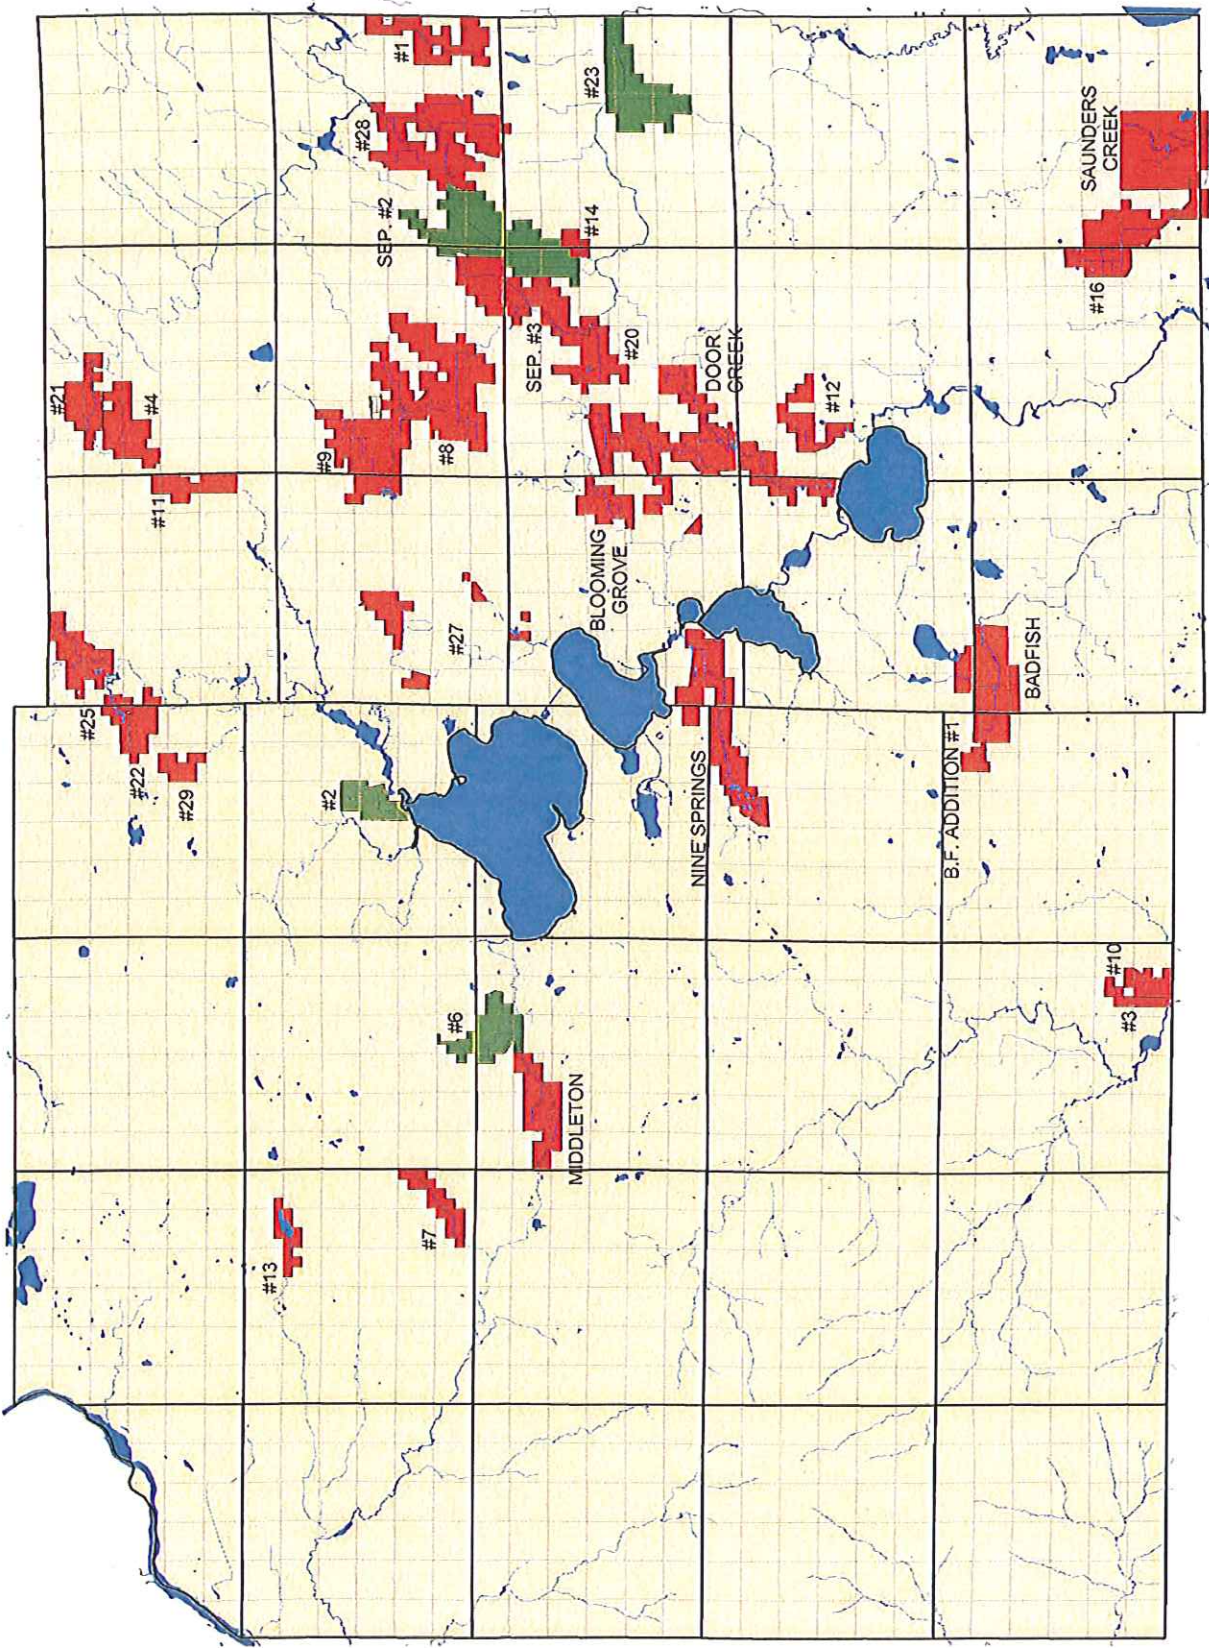 #21
#25
#22
#4
#11
#29
#13
#9
#2
#28
SEP. #2
#1
#7
#8
#6
#27
SEP. #3
MIDDLETON
#14
#23
BLOOMING
GROVE
#20
NINE SPRINGS
DOOR
CREEK
#12
B.F. ADDITION #1
BADFISH
SAUNDERS
CREEK
#16
#10
#3